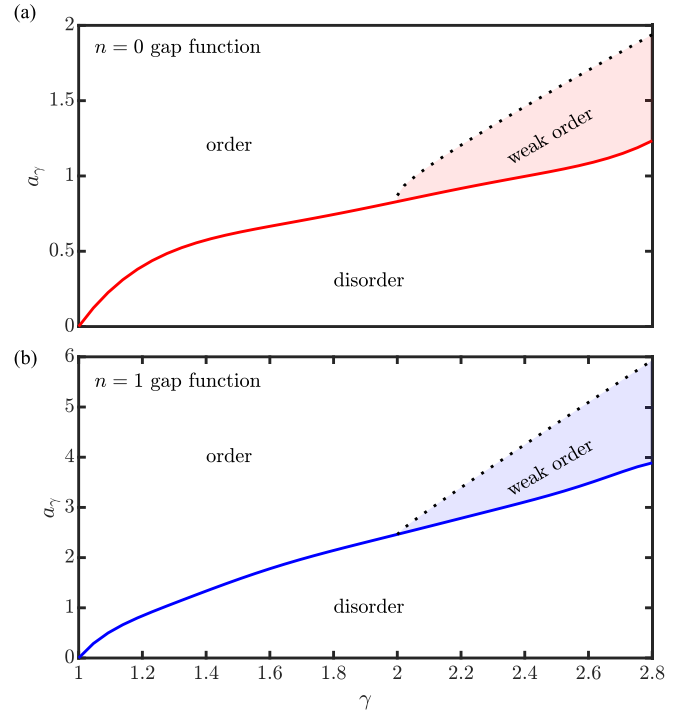 (a)
2
n = 0 gap function
1.5
order
weak order
1
a_γ
0.5
disorder
0
(b)
6
n = 1 gap function
5
order
4
weak order
3
a_γ
2
disorder
1
0
1 1.2 1.4 1.6 1.8 2 2.2 2.4 2.6 2.8
γ